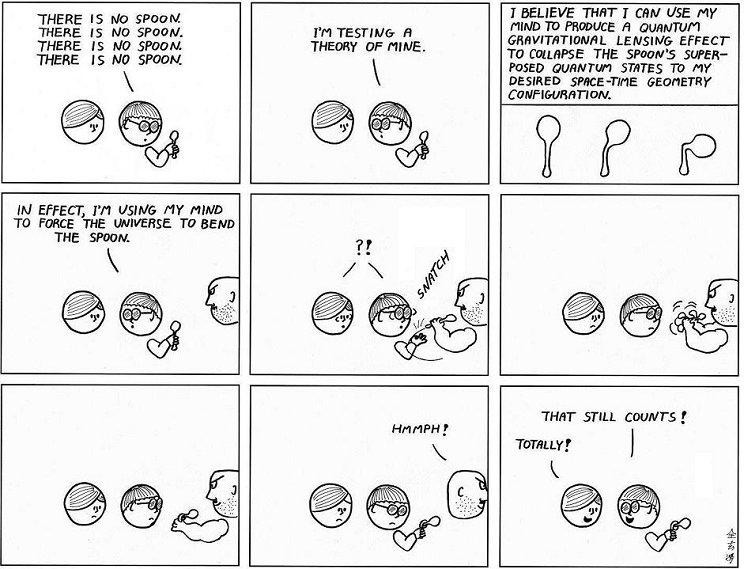 THERE IS NO SPOON.
THERE IS NO SPOON.
THERE IS NO SPOON.
THERE IS NO SPOON.
I'M TESTING A
THEORY OF MINE.
I BELIEVE THAT I CAN USE MY
MIND TO PRODUCE A QUANTUM
GRAVITATIONAL LENSING EFFECT
TO COLLAPSE THE SPOON'S SUPER-
POSED QUANTUM STATES TO MY
DESIRED SPACE-TIME GEOMETRY
CONFIGURATION.
IN EFFECT, I'M USING MY MIND
TO FORCE THE UNIVERSE TO BEND
THE SPOON.
?!
SNATCH
HMMPH!
THAT STILL COUNTS!
TOTALLY!